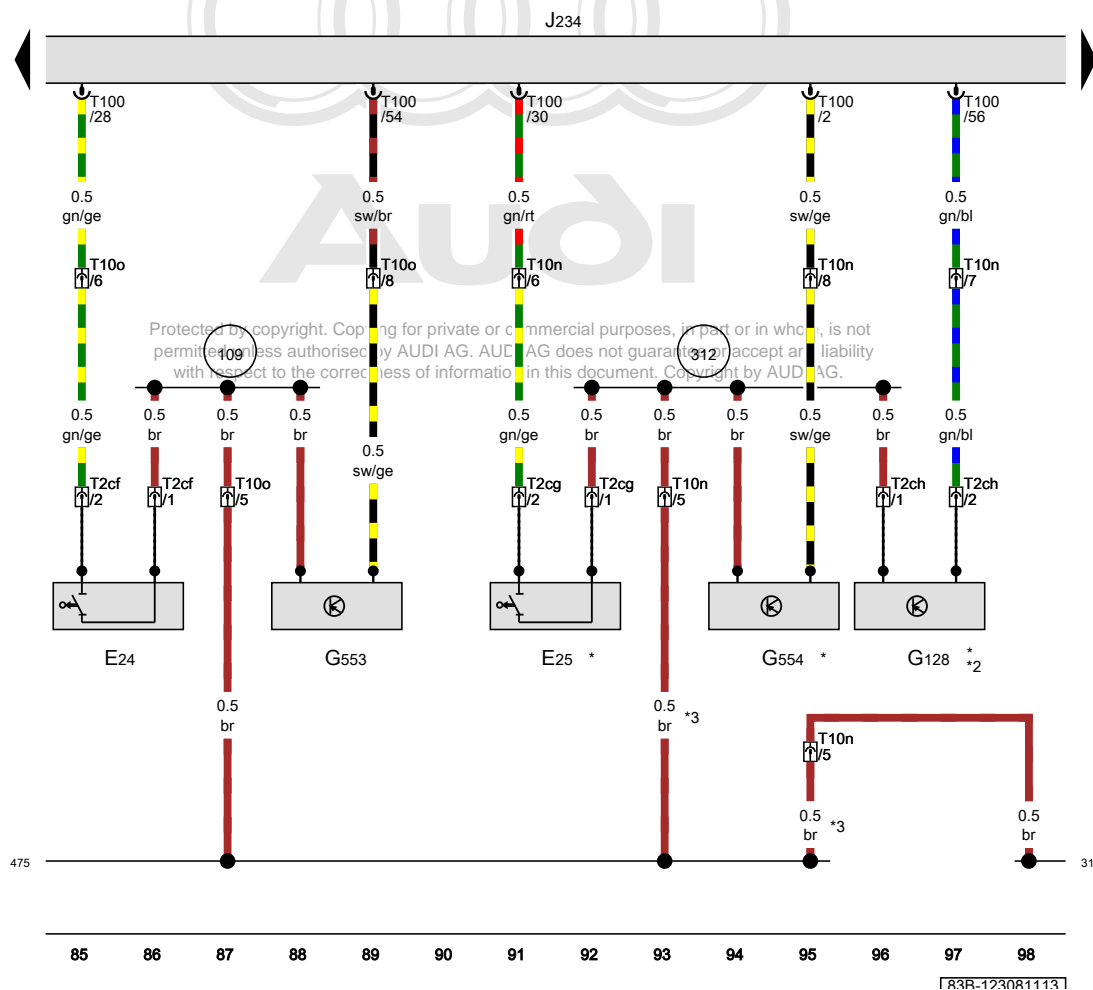 J234
T100 T100 T100 T100 T100
/28 /54 /30 /2 /56
0.5 0.5 0.5 0.5 0.5
gn/ge sw/br gn/rt sw/ge gn/bl
Audi
T10o T10o T10n T10n T10n
/6 /8 /6 /8 /7
Protected by copyright. Copying for private or commercial purposes, in part or in whole, is not
permitted unless authorised by AUDI AG. AUDI AG does not guarantee or accept any liability
with respect to the correctness of information in this document. Copyright by AUDI AG.
109 312
0.5 0.5 0.5 0.5 0.5 0.5 0.5 0.5 0.5 0.5 0.5
gn/ge br br br gn/ge br br br sw/ge br gn/bl
0.5
sw/ge
T2cf T2cf T10o T2cg T2cg T10n T2ch T2ch
/2 /1 /5 /2 /1 /5 /1 /2
E24 G553 E25 * G554 * G128 *
*2
0.5 0.5
br br *3
T10n
/5
0.5 0.5
br *3 br
475 31
85 86 87 88 89 90 91 92 93 94 95 96 97 98
83B-123081113